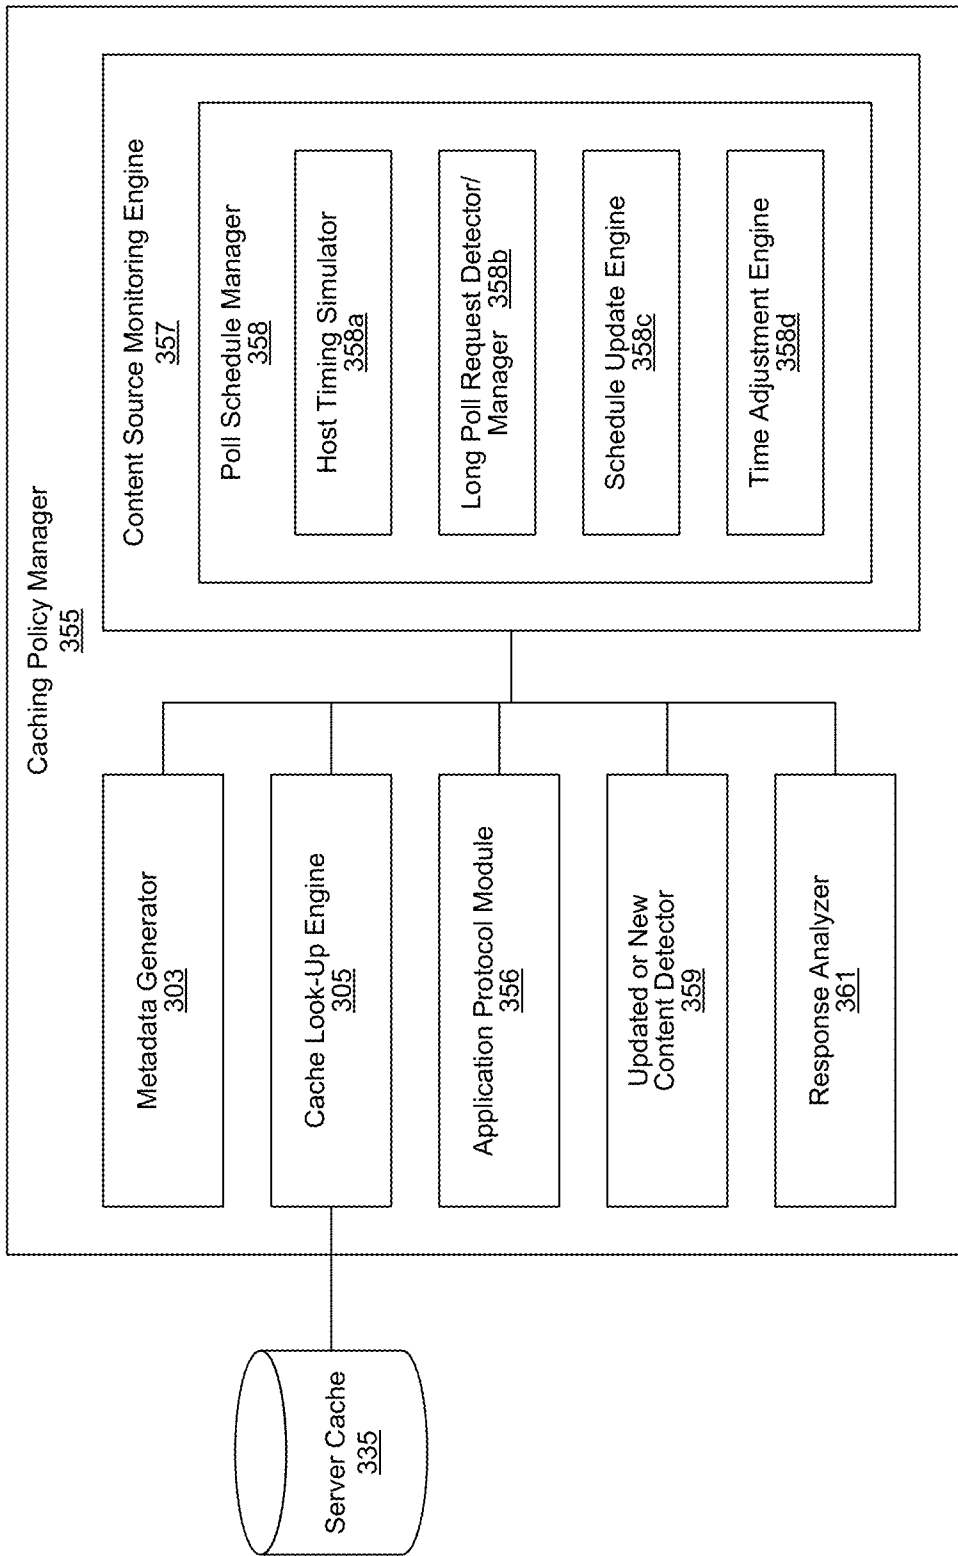 Caching Policy Manager
355
Server Cache
335
Metadata Generator
303
Cache Look-Up Engine
305
Application Protocol Module
356
Updated or New
Content Detector
359
Response Analyzer
361
Content Source Monitoring Engine
357
Poll Schedule Manager
358
Host Timing Simulator
358a
Long Poll Request Detector/
Manager 358b
Schedule Update Engine
358c
Time Adjustment Engine
358d